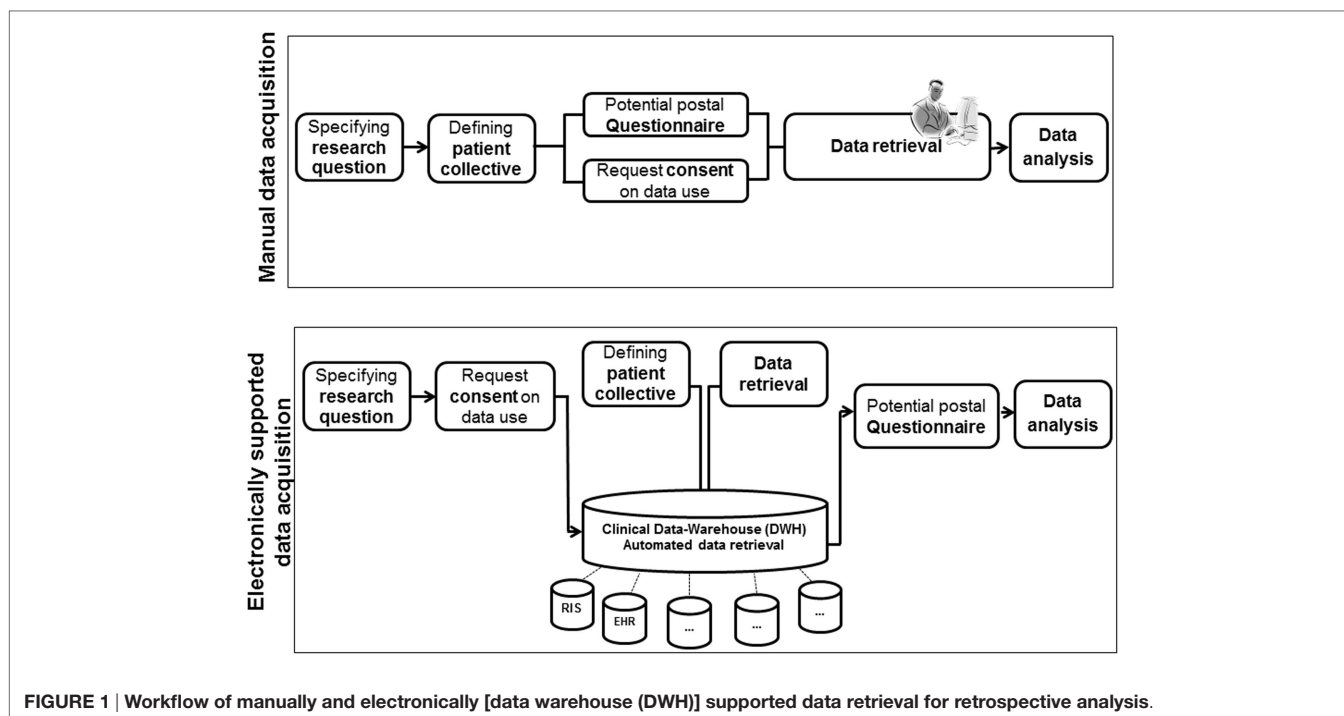 Manual data acquisition
Specifying
research
question
Defining
patient
collective
Potential postal
Questionnaire
Request consent
on data use
Data retrieval
Data
analysis
Electronically supported
data acquisition
Specifying
research
question
Request
consent on
data use
Defining
patient
collective
Data
retrieval
Potential postal
Questionnaire
Data
analysis
Clinical Data-Warehouse (DWH)
Automated data retrieval
RIS
EHR
...
...
...
FIGURE 1 | Workflow of manually and electronically [data warehouse (DWH)] supported data retrieval for retrospective analysis.